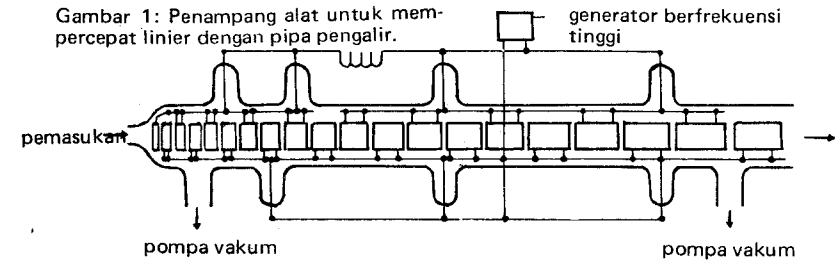 Gambar 1: Penampang alat untuk mem-
percepat linier dengan pipa pengalir.
generator berfrekuensi
tinggi
pemasukan
pompa vakum
pompa vakum